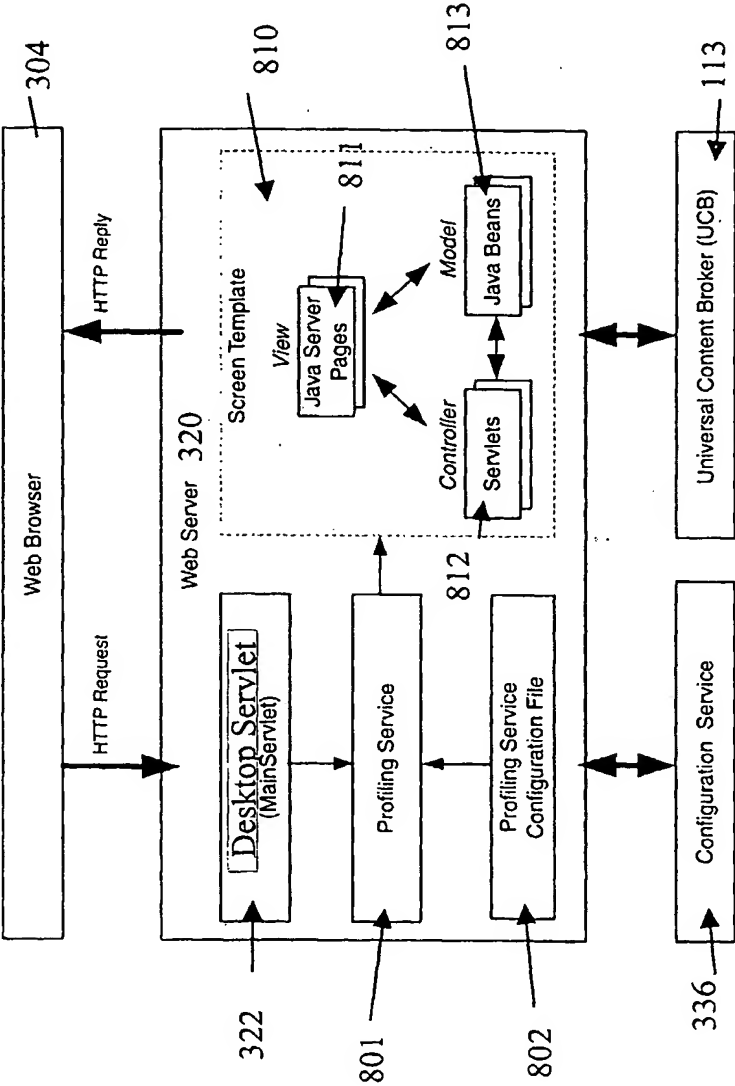 304
Web Browser
HTTP Request
HTTP Reply
Web Server 320
322
Desktop Servlet
(MainServlet)
801
Profiling Service
802
Profiling Service
Configuration File
810
Screen Template
View
811
Java Server
Pages
Controller
Model
Servlets
Java Beans
812
813
336
Configuration Service
Universal Content Broker (UCB)
113